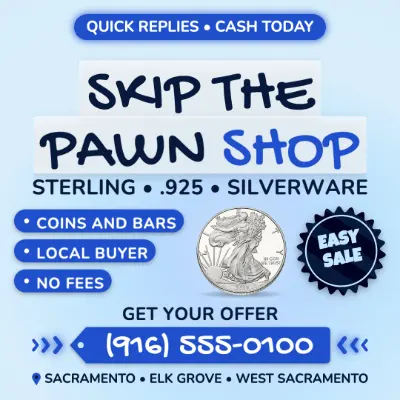 QUICK REPLIES • CASH TODAY
SKIP THE
PAWN SHOP
STERLING • .925 • SILVERWARE
• COINS AND BARS
• LOCAL BUYER
• NO FEES
EASY
SALE
GET YOUR OFFER
(916) 555-0100
SACRAMENTO • ELK GROVE • WEST SACRAMENTO